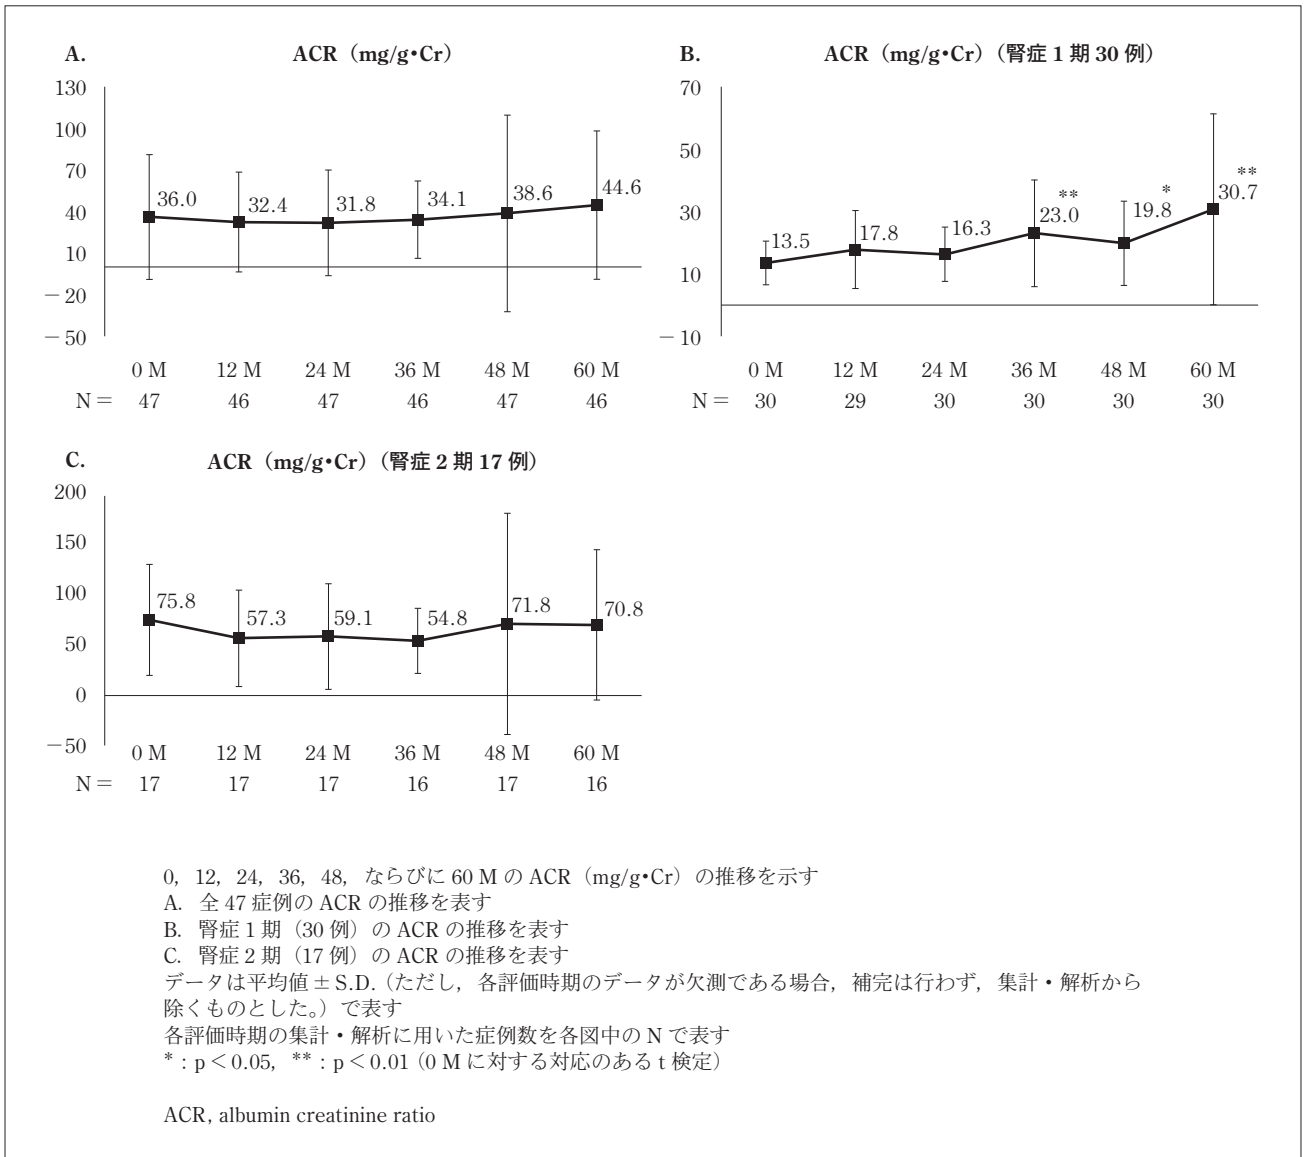 A. ACR（mg/g•Cr）
130
100
70
40
10
－20
－50
36.0 32.4 31.8 34.1 38.6 44.6
0 M 12 M 24 M 36 M 48 M 60 M
N＝ 47 46 47 46 47 46
B. ACR（mg/g•Cr）（腎症 1 期 30 例）
70
50
30
10
－10
13.5 17.8 16.3 23.0 ** 19.8 * 30.7 **
0 M 12 M 24 M 36 M 48 M 60 M
N＝ 30 29 30 30 30 30
C. ACR（mg/g•Cr）（腎症 2 期 17 例）
200
150
100
50
0
－50
75.8 57.3 59.1 54.8 71.8 70.8
0 M 12 M 24 M 36 M 48 M 60 M
N＝ 17 17 17 16 17 16
0，12，24，36，48，ならびに 60 M の ACR（mg/g•Cr）の推移を示す
A. 全 47 症例の ACR の推移を表す
B. 腎症 1 期（30 例）の ACR の推移を表す
C. 腎症 2 期（17 例）の ACR の推移を表す
データは平均値 ± S.D.（ただし，各評価時期のデータが欠測である場合，補完は行わず，集計・解析から
除くものとした。）で表す
各評価時期の集計・解析に用いた症例数を各図中の N で表す
*：p＜0.05，**：p＜0.01（0 M に対する対応のある t 検定）
ACR, albumin creatinine ratio